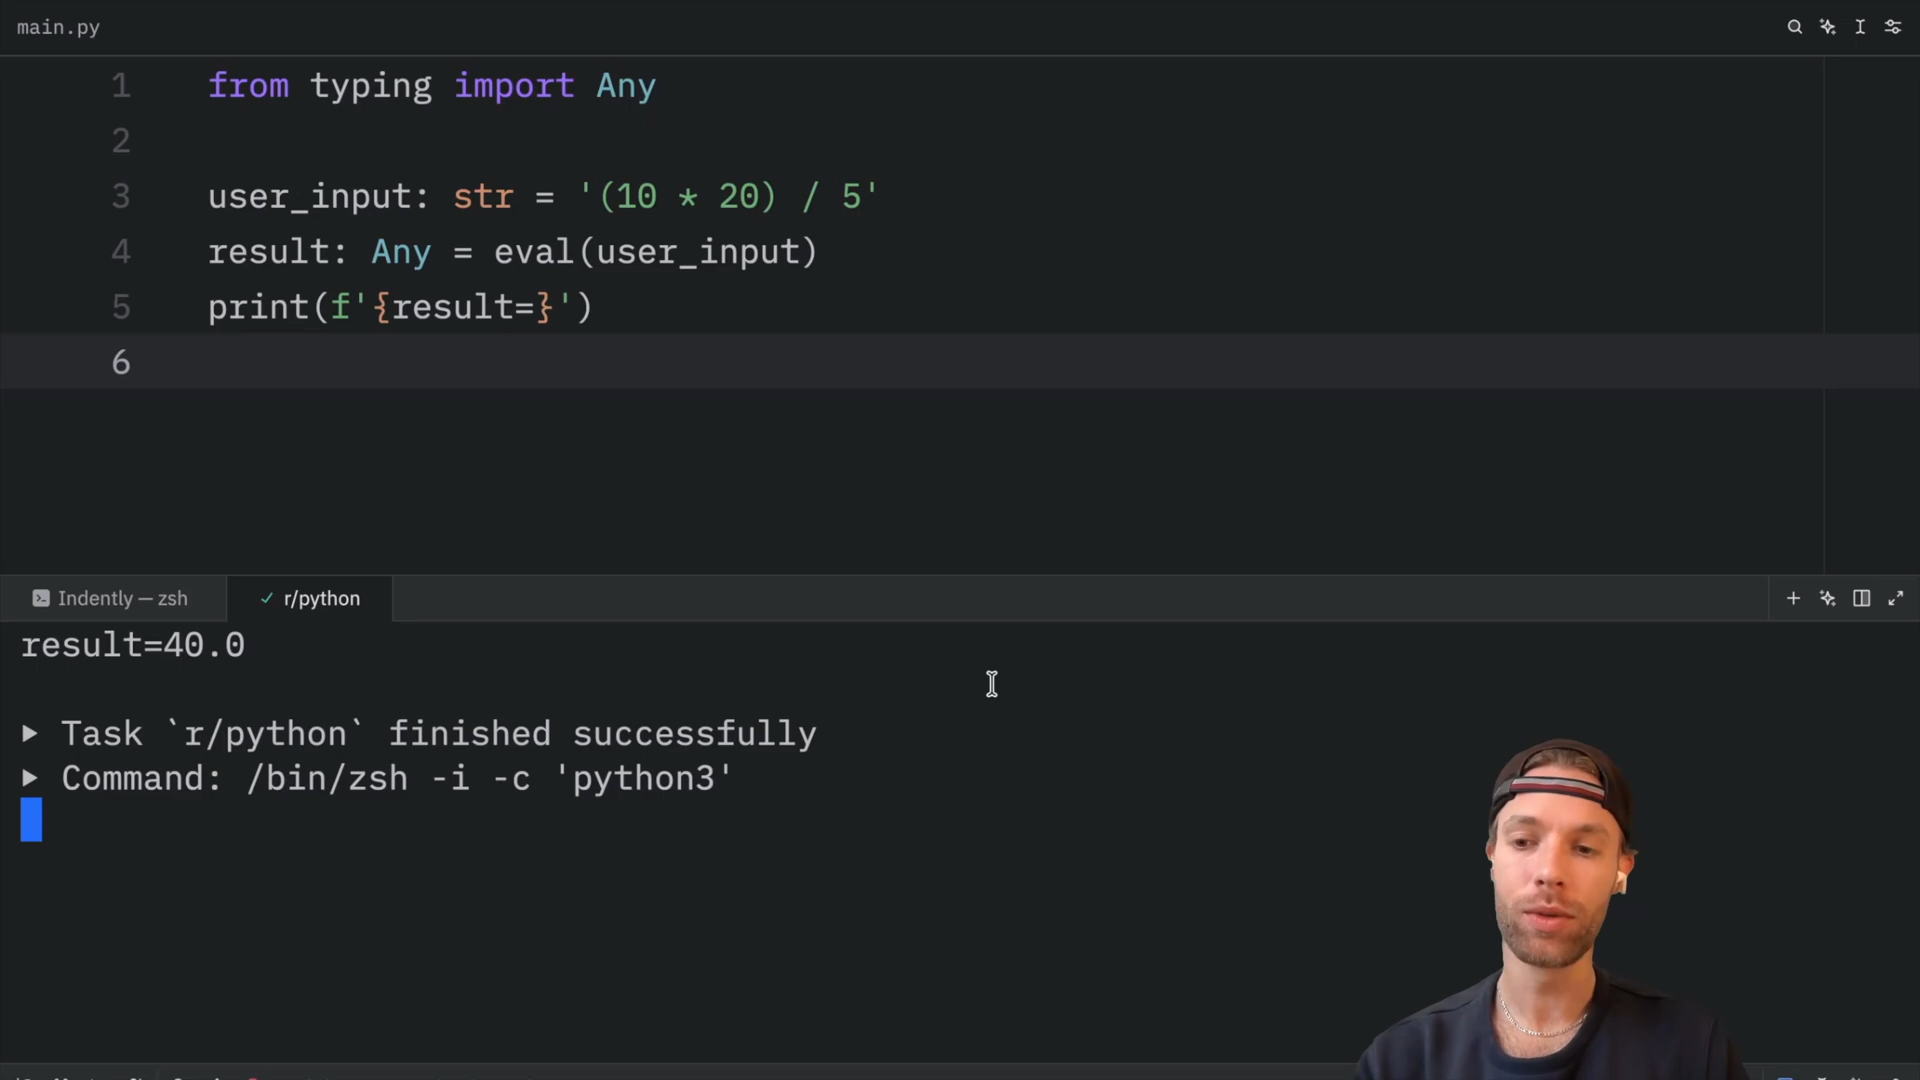 main.py
1 from typing import Any
2
3 user_input: str = '(10 * 20) / 5'
4 result: Any = eval(user_input)
5 print(f'{result=}')
6
Indently — zsh
r/python
result=40.0
Task `r/python` finished successfully
Command: /bin/zsh -i -c 'python3'